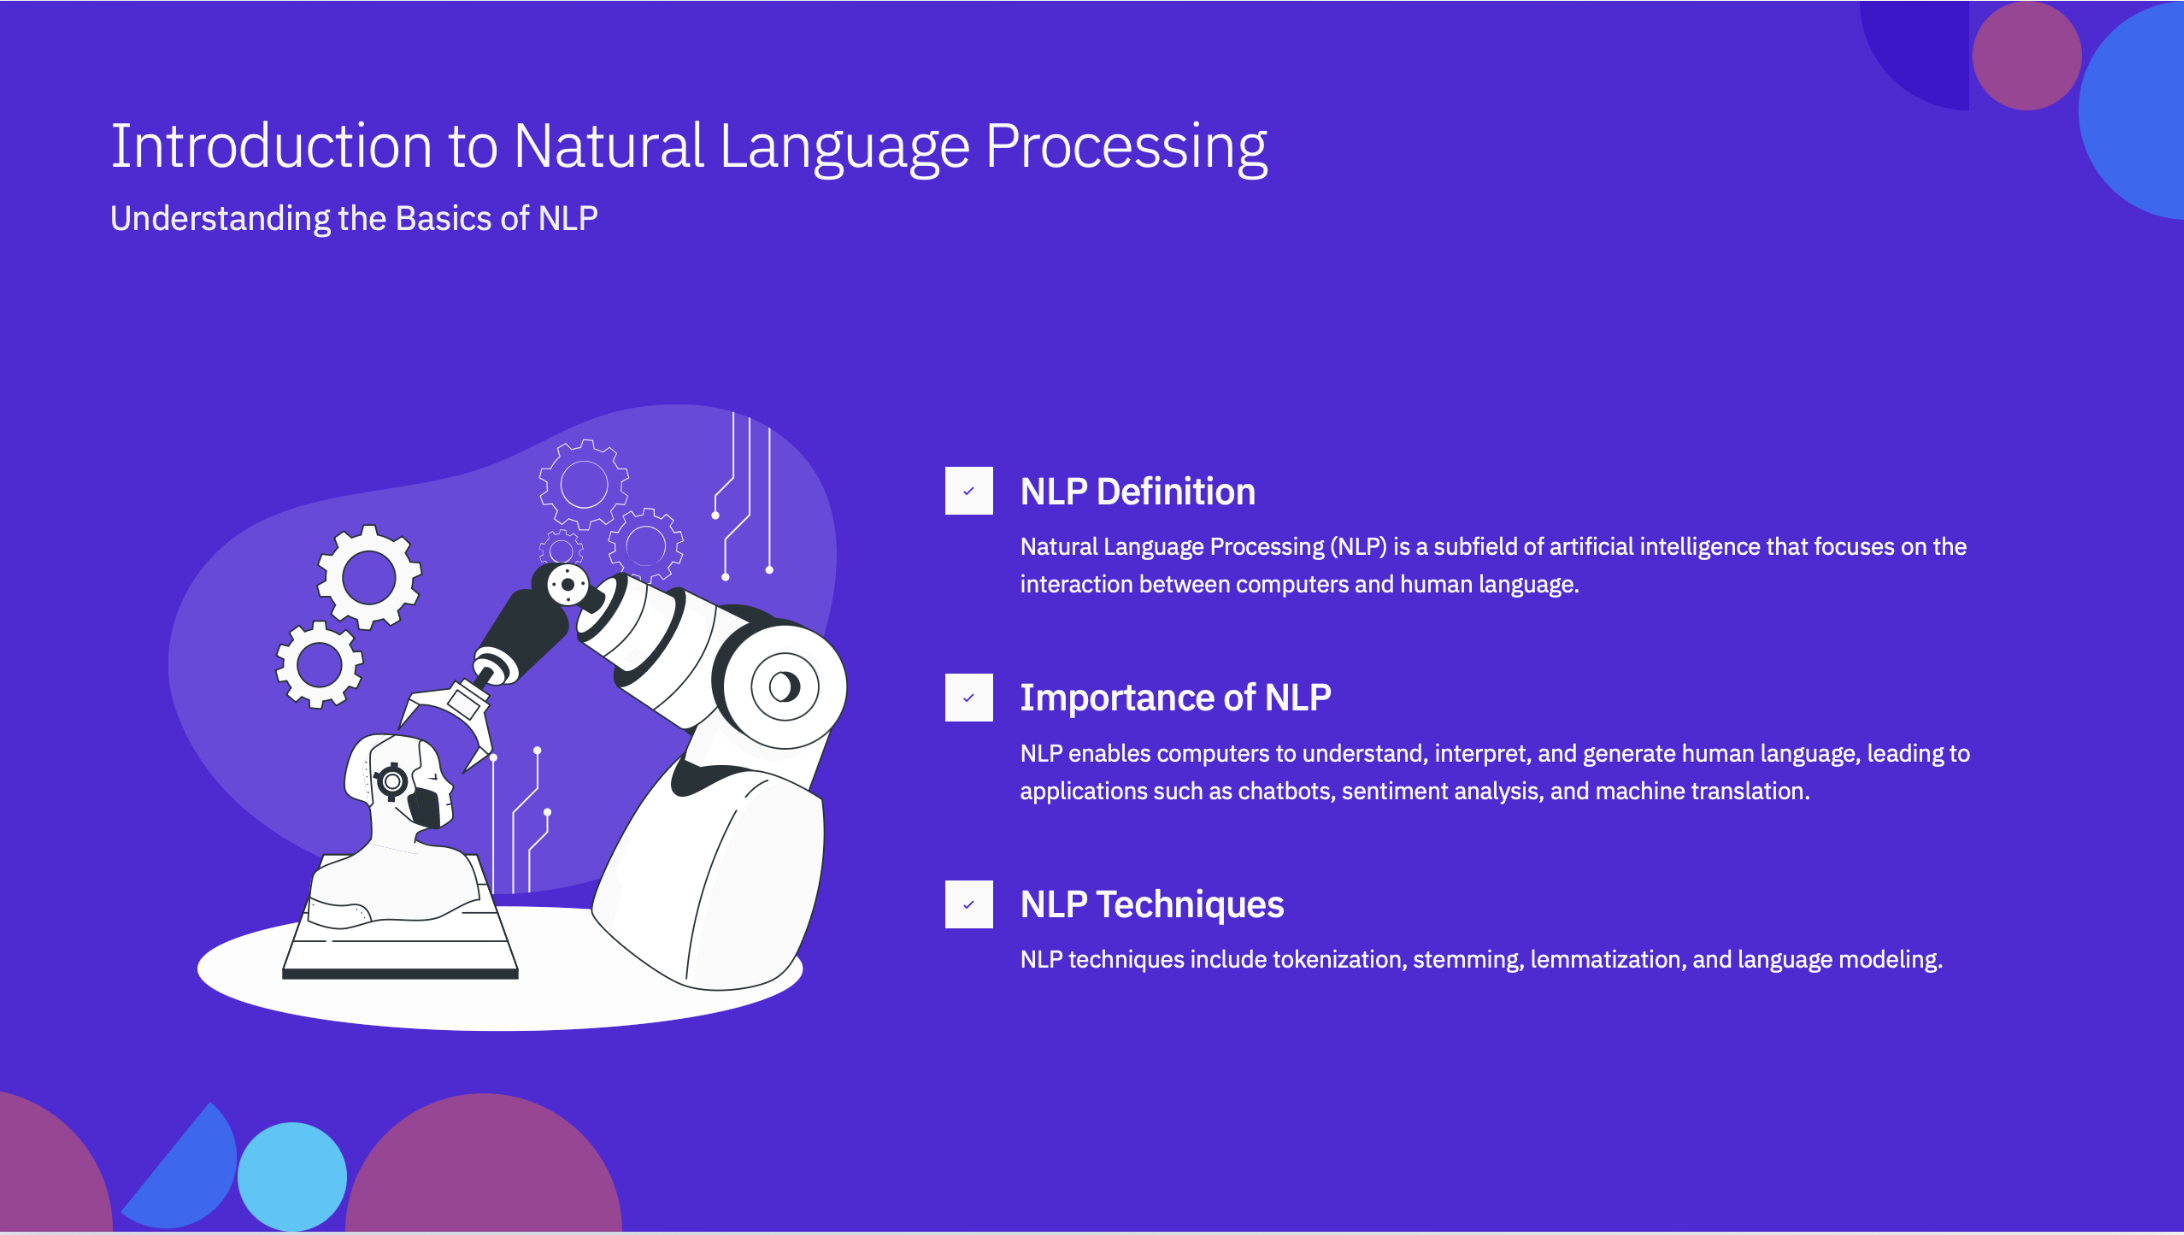 Introduction to Natural Language Processing
Understanding the Basics of NLP
NLP Definition
Natural Language Processing (NLP) is a subfield of artificial intelligence that focuses on the
interaction between computers and human language.
Importance of NLP
NLP enables computers to understand, interpret, and generate human language, leading to
applications such as chatbots, sentiment analysis, and machine translation.
NLP Techniques
NLP techniques include tokenization, stemming, lemmatization, and language modeling.